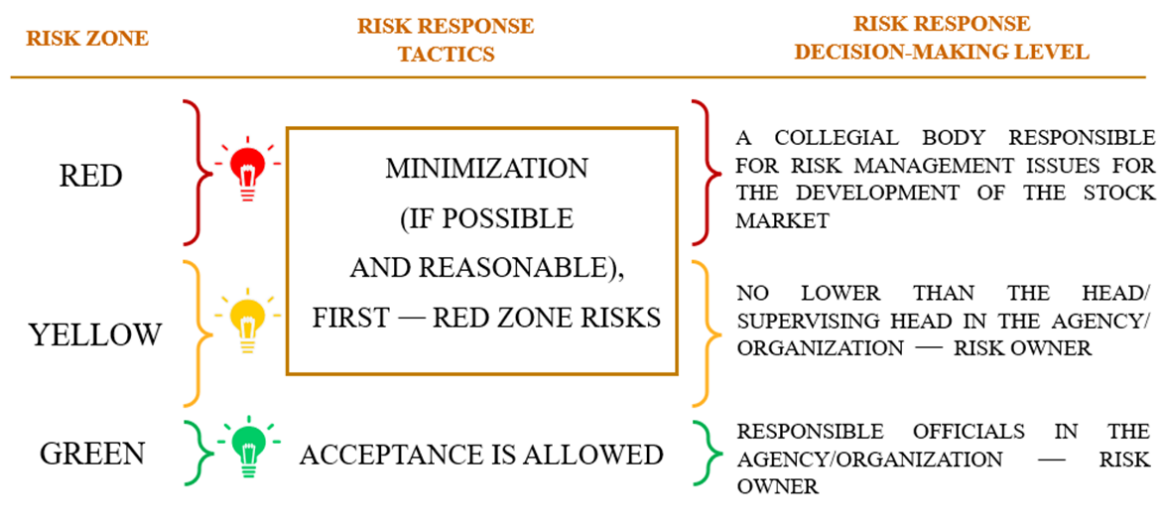 RISK ZONE
RISK RESPONSE
TACTICS
RISK RESPONSE
DECISION-MAKING LEVEL
RED
MINIMIZATION
(IF POSSIBLE
AND REASONABLE),
FIRST — RED ZONE RISKS
A COLLEGIAL BODY RESPONSIBLE
FOR RISK MANAGEMENT ISSUES FOR
THE DEVELOPMENT OF THE STOCK
MARKET
YELLOW
NO LOWER THAN THE HEAD/
SUPERVISING HEAD IN THE AGENCY/
ORGANIZATION — RISK OWNER
GREEN
ACCEPTANCE IS ALLOWED
RESPONSIBLE OFFICIALS IN THE
AGENCY/ORGANIZATION — RISK
OWNER